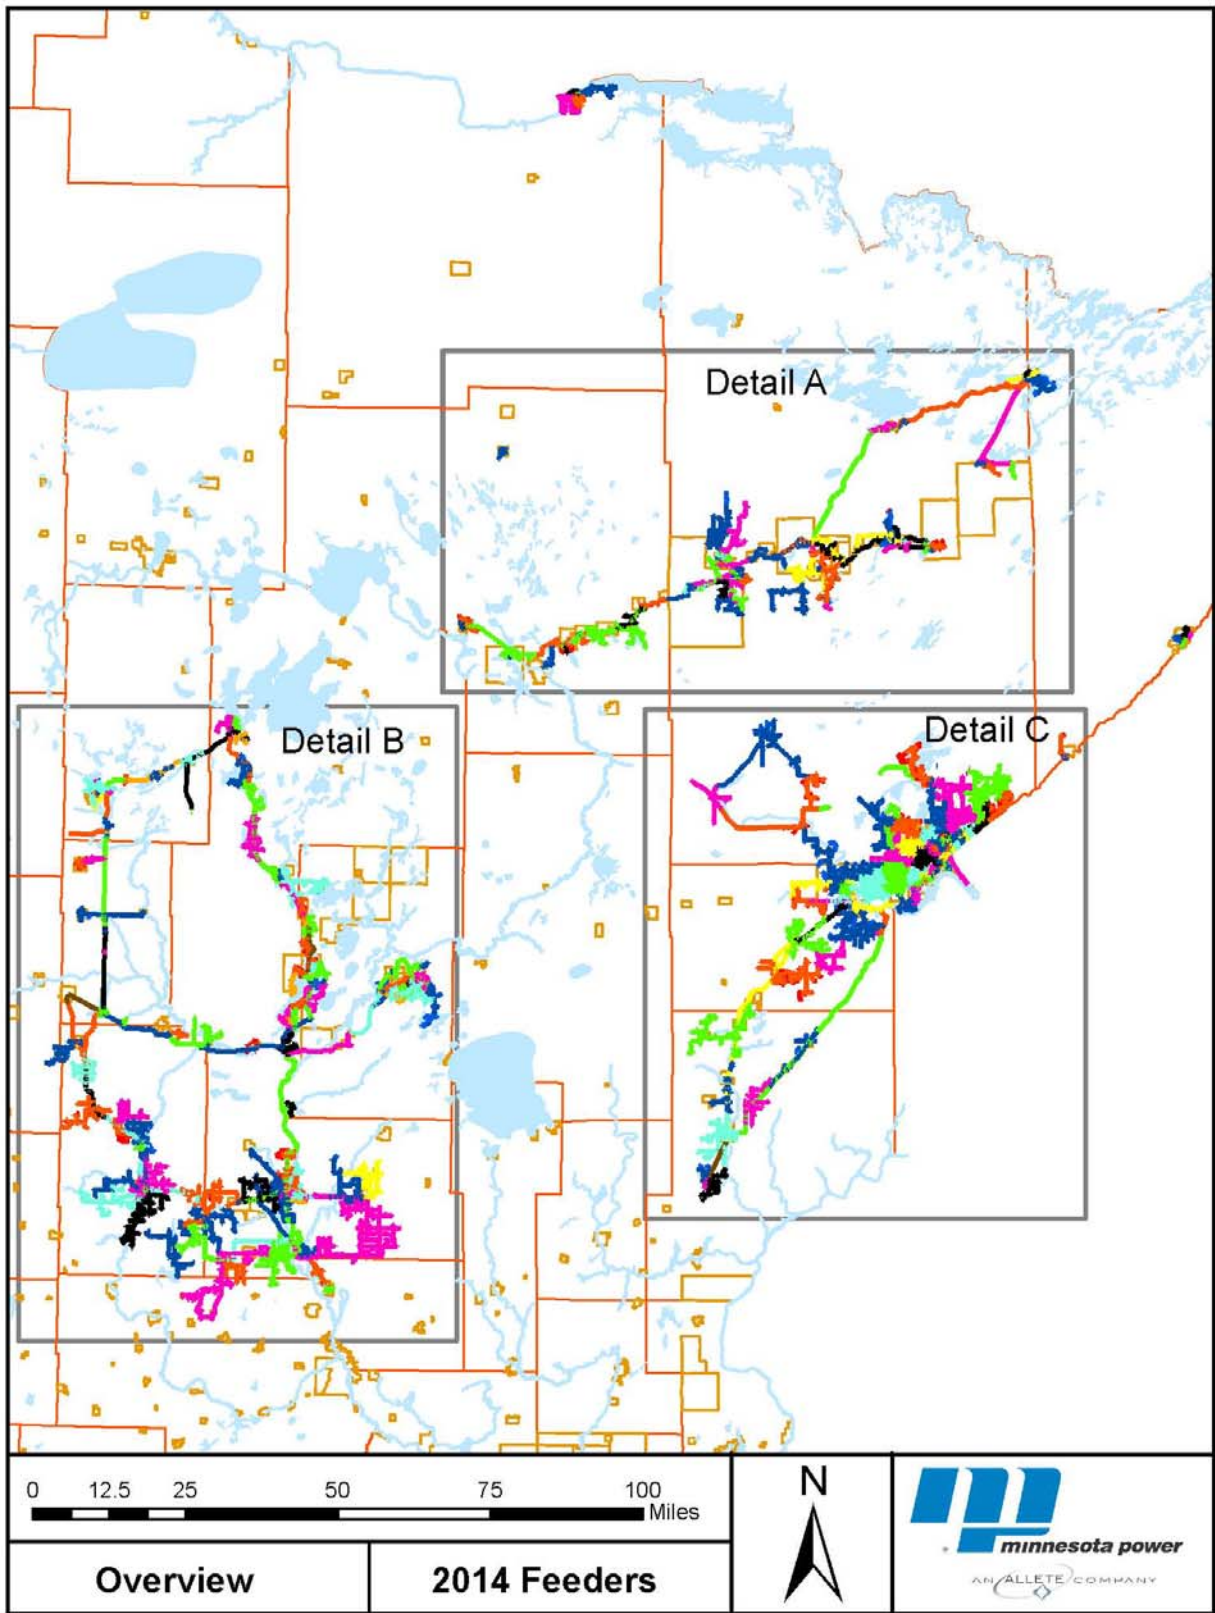 Detail A
Detail B
Detail C
0 12.5 25 50 75 100
Miles
N
minnesota power
AN ALLETE COMPANY
Overview
2014 Feeders